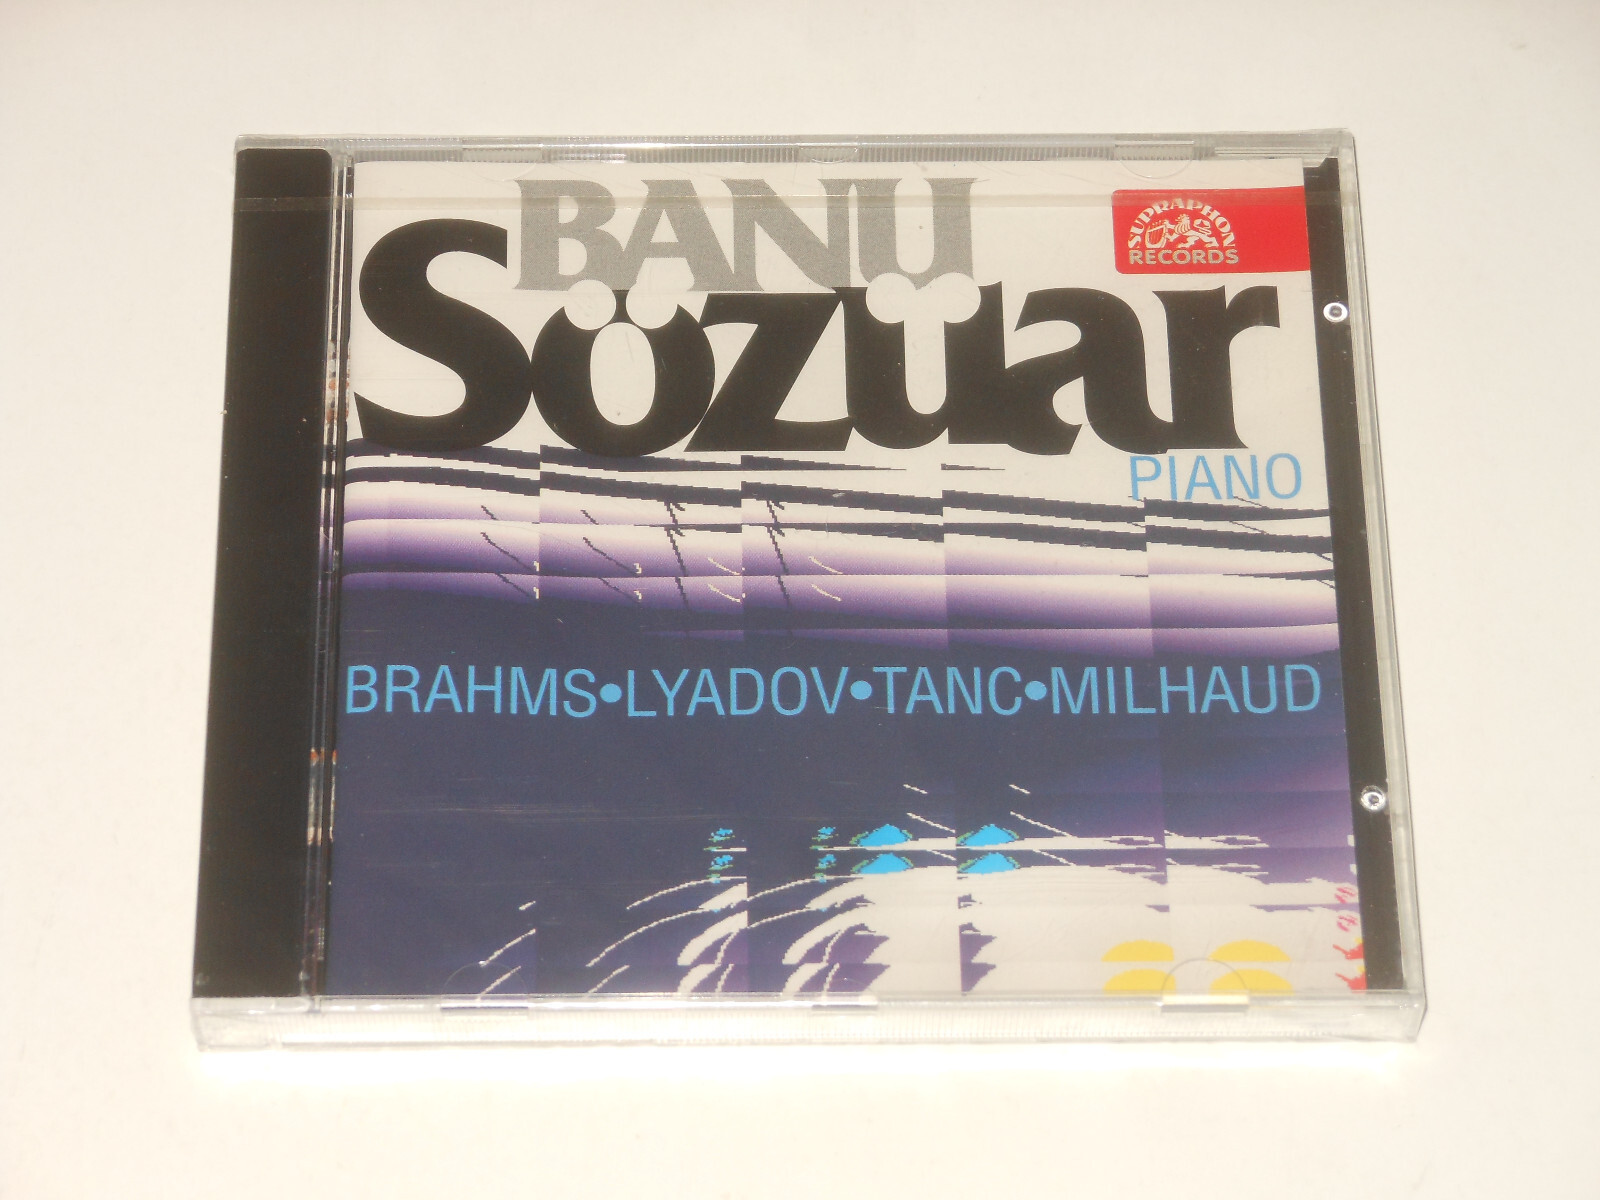 BANU
Sözüar
SUPRAPHON
RECORDS
PIANO
BRAHMS•LYADOV•TANC•MILHAUD